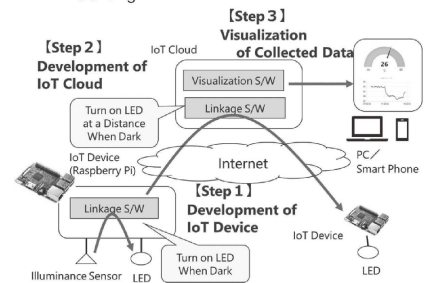 【Step 3】
Visualization
of Collected Data
【Step 2】
Development of
IoT Cloud
IoT Cloud
Visualization S/W
Linkage S/W
Turn on LED
at a Distance
When Dark
26
PC／
Smart Phone
Internet
IoT Device
(Raspberry Pi)
【Step 1】
Development of
IoT Device
Linkage S/W
Turn on LED
When Dark
Illuminance Sensor
LED
IoT Device
LED